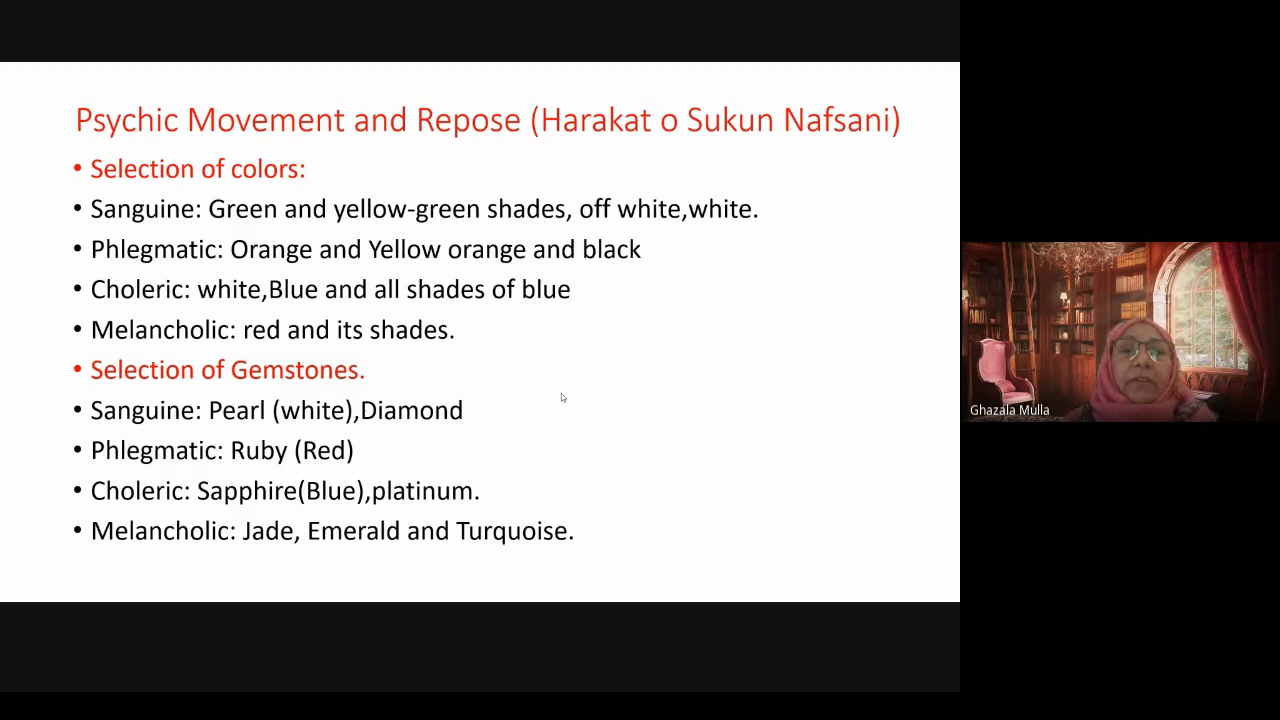 Psychic Movement and Repose (Harakat o Sukun Nafsani)
• Selection of colors:
• Sanguine: Green and yellow-green shades, off white,white.
• Phlegmatic: Orange and Yellow orange and black
• Choleric: white,Blue and all shades of blue
• Melancholic: red and its shades.
• Selection of Gemstones.
• Sanguine: Pearl (white),Diamond
• Phlegmatic: Ruby (Red)
• Choleric: Sapphire(Blue),platinum.
• Melancholic: Jade, Emerald and Turquoise.
Ghazala Mulla